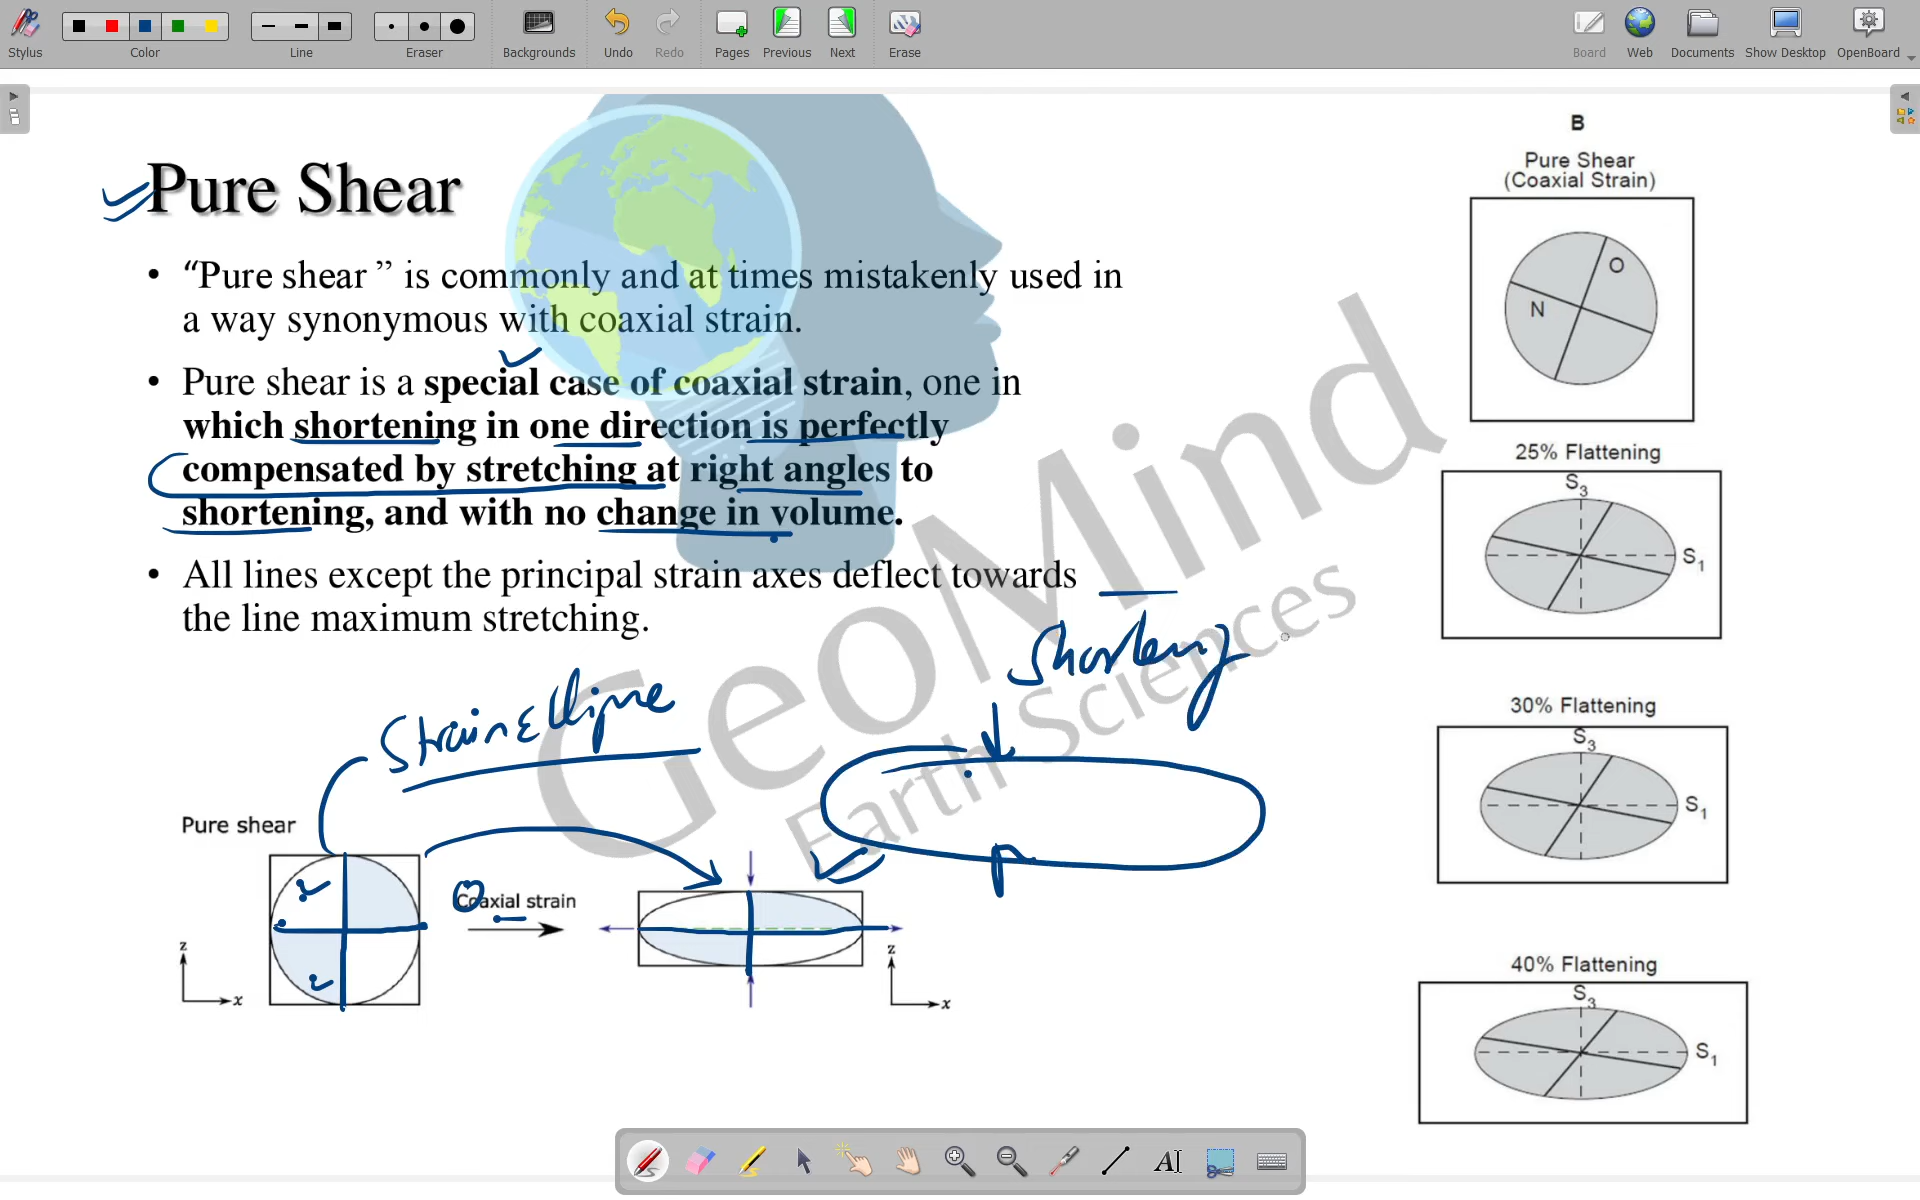 Stylus
Color
Line
Eraser
Backgrounds
Undo
Redo
Pages
Previous
Next
Erase
Board
Web
Documents
Show Desktop
OpenBoard
Pure Shear
• “Pure shear ” is commonly and at times mistakenly used in
a way synonymous with coaxial strain.
• Pure shear is a special case of coaxial strain, one in
which shortening in one direction is perfectly
compensated by stretching at right angles to
shortening, and with no change in volume.
• All lines except the principal strain axes deflect towards
the line maximum stretching.
GeoMind
Earth Sciences
Strain Ellipse
Shortening
Pure shear
Coaxial strain
z
x
z
x
B
Pure Shear
(Coaxial Strain)
O
N
25% Flattening
S3
S1
30% Flattening
S3
S1
40% Flattening
S3
S1